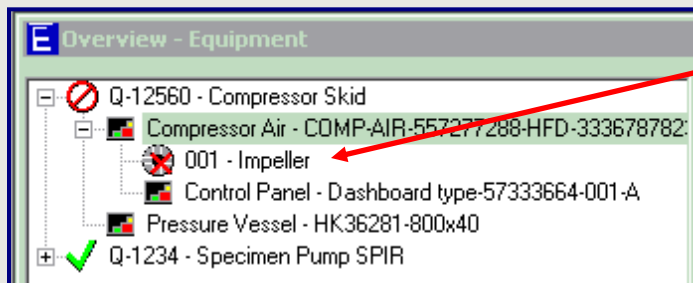 E Overview - Equipment
Q-12560 - Compressor Skid
Compressor Air - COMP-AIR-557277288-HFD-333678782
001 - Impeller
Control Panel - Dashboard type-57333664-001-A
Pressure Vessel - HK36281-800x40
Q-1234 - Specimen Pump SPIR